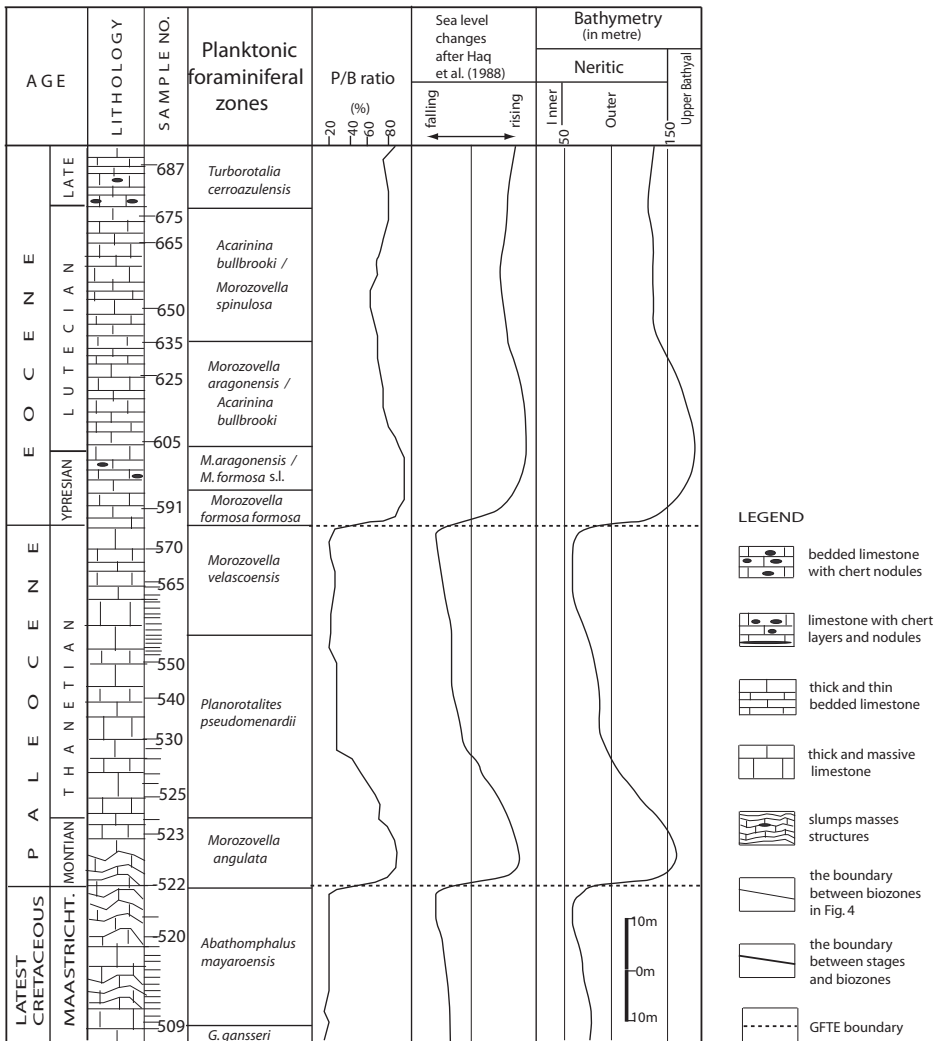 AGE
LITHOLOGY
SAMPLE NO.
Planktonic
foraminiferal
zones
P/B ratio
(%)
20
40
60
80
Sea level
changes
after Haq
et al. (1988)
falling
rising
Bathymetry
(in metre)
Neritic
Inner
Outer
Upper Bathyal
50
150
EOCENE
LATE
LUTECIAN
YPRESIAN
PALEOCENE
THANETIAN
MONTIAN
LATEST
CRETACEOUS
MAASTRICHT.
687
675
665
650
635
625
605
591
570
565
550
540
530
525
523
522
520
509
Turborotalia
cerroazulensis
Acarinina
bullbrooki /
Morozovella
spinulosa
Morozovella
aragonensis /
Acarinina
bullbrooki
M.aragonensis /
M. formosa s.l.
Morozovella
formosa formosa
Morozovella
velascoensis
Planorotalites
pseudomenardii
Morozovella
angulata
Abathomphalus
mayaroensis
G. gansseri
10m
0m
10m
LEGEND
bedded limestone
with chert nodules
limestone with chert
layers and nodules
thick and thin
bedded limestone
thick and massive
limestone
slumps masses
structures
the boundary
between biozones
in Fig. 4
the boundary
between stages
and biozones
GFTE boundary